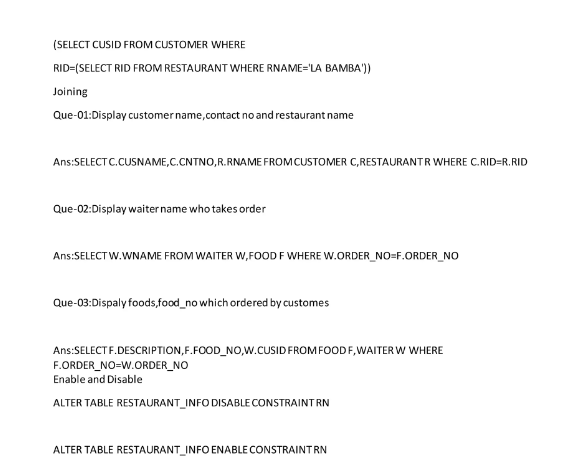 (SELECT CUSID FROM CUSTOMER WHERE
RID=(SELECT RID FROM RESTAURANT WHERE RNAME='LA BAMBA'))
Joining
Que-01:Display customer name,contact no and restaurant name
Ans:SELECT C.CUSNAME,C.CNTNO,R.RNAME FROM CUSTOMER C,RESTAURANT R WHERE C.RID=R.RID
Que-02:Display waiter name who takes order
Ans:SELECT W.WNAME FROM WAITER W,FOOD F WHERE W.ORDER_NO=F.ORDER_NO
Que-03:Dispaly foods,food_no which ordered by customes
Ans:SELECT F.DESCRIPTION,F.FOOD_NO,W.CUSID FROM FOOD F,WAITER W WHERE
F.ORDER_NO=W.ORDER_NO
Enable and Disable
ALTER TABLE RESTAURANT_INFO DISABLE CONSTRAINT RN
ALTER TABLE RESTAURANT_INFO ENABLE CONSTRAINT RN